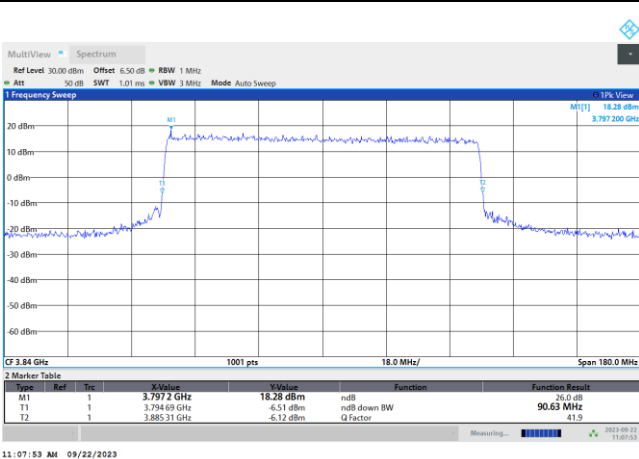 MultiView Spectrum
Ref Level 30.00 dBm Offset 6.50 dB RBW 1 MHz
Att 50 dB SWT 1.01 ms VBW 3 MHz Mode Auto Sweep
1 Frequency Sweep 1Pk View
M1[1] 18.28 dBm
3.797 200 GHz
M1
20 dBm
10 dBm
0 dBm
T1 T2
-10 dBm
-20 dBm
-30 dBm
-40 dBm
-50 dBm
-60 dBm
CF 3.84 GHz 1001 pts 18.0 MHz/ Span 180.0 MHz
2 Marker Table
Type Ref Trc X-Value Y-Value Function Function Result
M1 1 3.7972 GHz 18.28 dBm ndB 26.0 dB
T1 1 3.79469 GHz -6.51 dBm ndB down BW 90.63 MHz
T2 1 3.88531 GHz -6.12 dBm Q Factor 41.9
Measuring... 2023-09-22
11:07:53
11:07:53 AM 09/22/2023